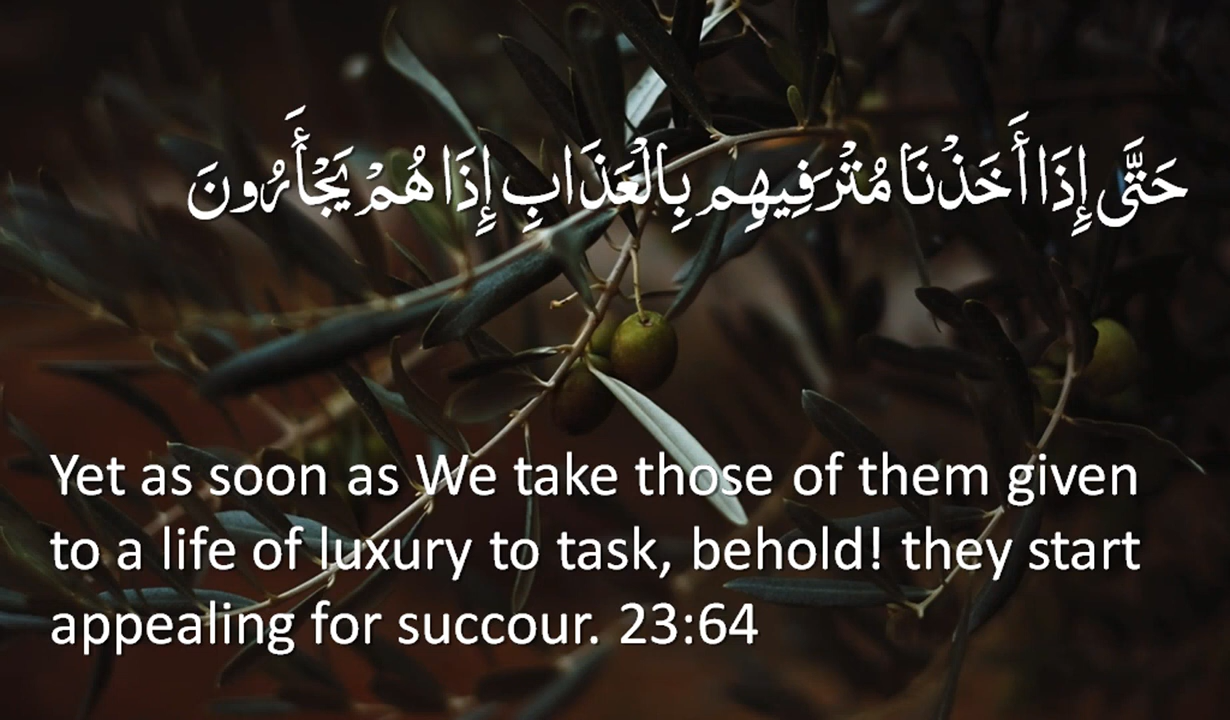 حَتَّى إِذَا أَخَذْنَا مُتْرَفِيهِم بِالْعَذَابِ إِذَا هُمْ يَجْأَرُونَ
Yet as soon as We take those of them given
to a life of luxury to task, behold! they start
appealing for succour. 23:64